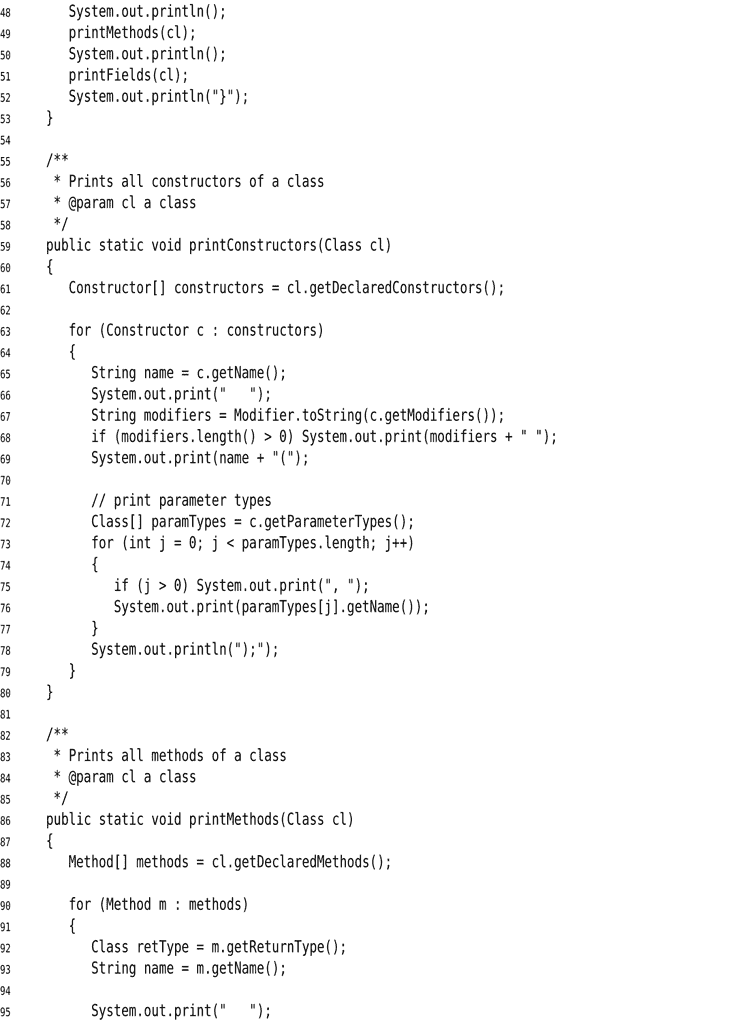 48 System.out.println();
49 printMethods(cl);
50 System.out.println();
51 printFields(cl);
52 System.out.println("}");
53 }
54
55 /**
56 * Prints all constructors of a class
57 * @param cl a class
58 */
59 public static void printConstructors(Class cl)
60 {
61 Constructor[] constructors = cl.getDeclaredConstructors();
62
63 for (Constructor c : constructors)
64 {
65 String name = c.getName();
66 System.out.print("   ");
67 String modifiers = Modifier.toString(c.getModifiers());
68 if (modifiers.length() > 0) System.out.print(modifiers + " ");
69 System.out.print(name + "(");
70
71 // print parameter types
72 Class[] paramTypes = c.getParameterTypes();
73 for (int j = 0; j < paramTypes.length; j++)
74 {
75 if (j > 0) System.out.print(", ");
76 System.out.print(paramTypes[j].getName());
77 }
78 System.out.println(");");
79 }
80 }
81
82 /**
83 * Prints all methods of a class
84 * @param cl a class
85 */
86 public static void printMethods(Class cl)
87 {
88 Method[] methods = cl.getDeclaredMethods();
89
90 for (Method m : methods)
91 {
92 Class retType = m.getReturnType();
93 String name = m.getName();
94
95 System.out.print("   ");